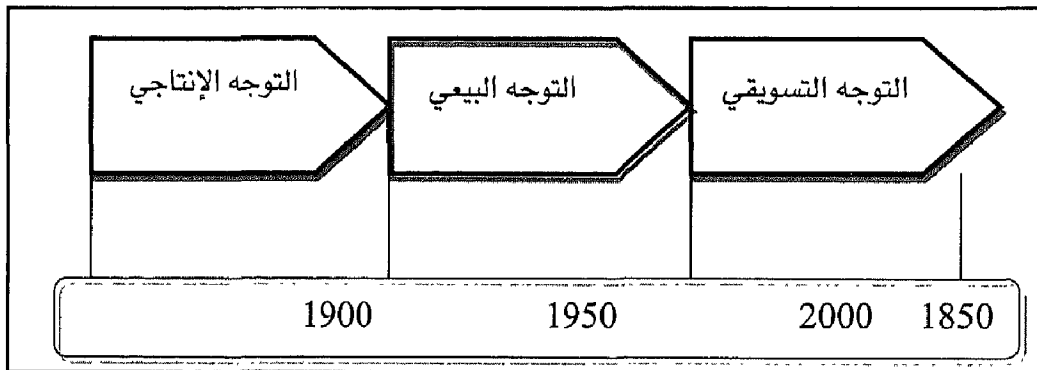 التوجه الإنتاجي
التوجه البيعي
التوجه التسويقي
1900 1950 2000 1850